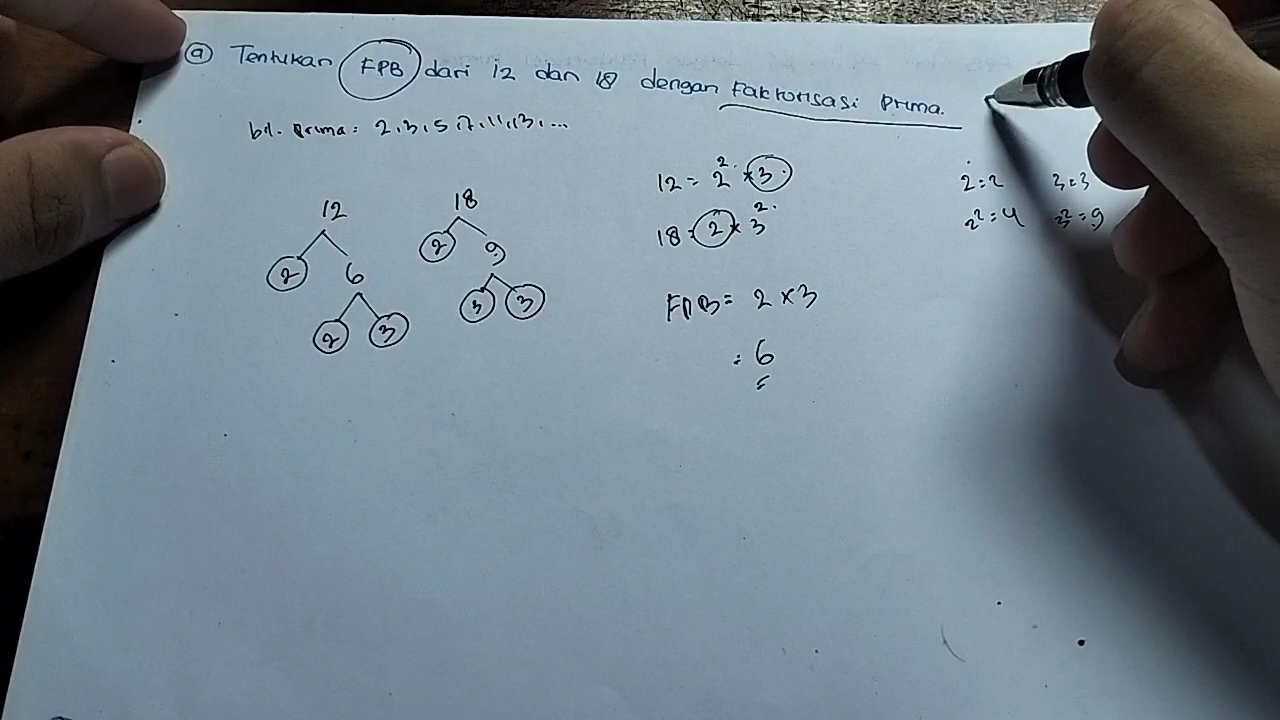 a Tentukan FPB dari 12 dan 18 dengan Faktorisasi Prima.
bil. prima: 2, 3, 5, 7, 11, 13, ...
12
2 6
2 3
18
2 9
3 3
12 = 2² × 3
18 = 2 × 3²
FPB = 2 × 3
= 6
2 = 2 3 = 3
2² = 4 3² = 9